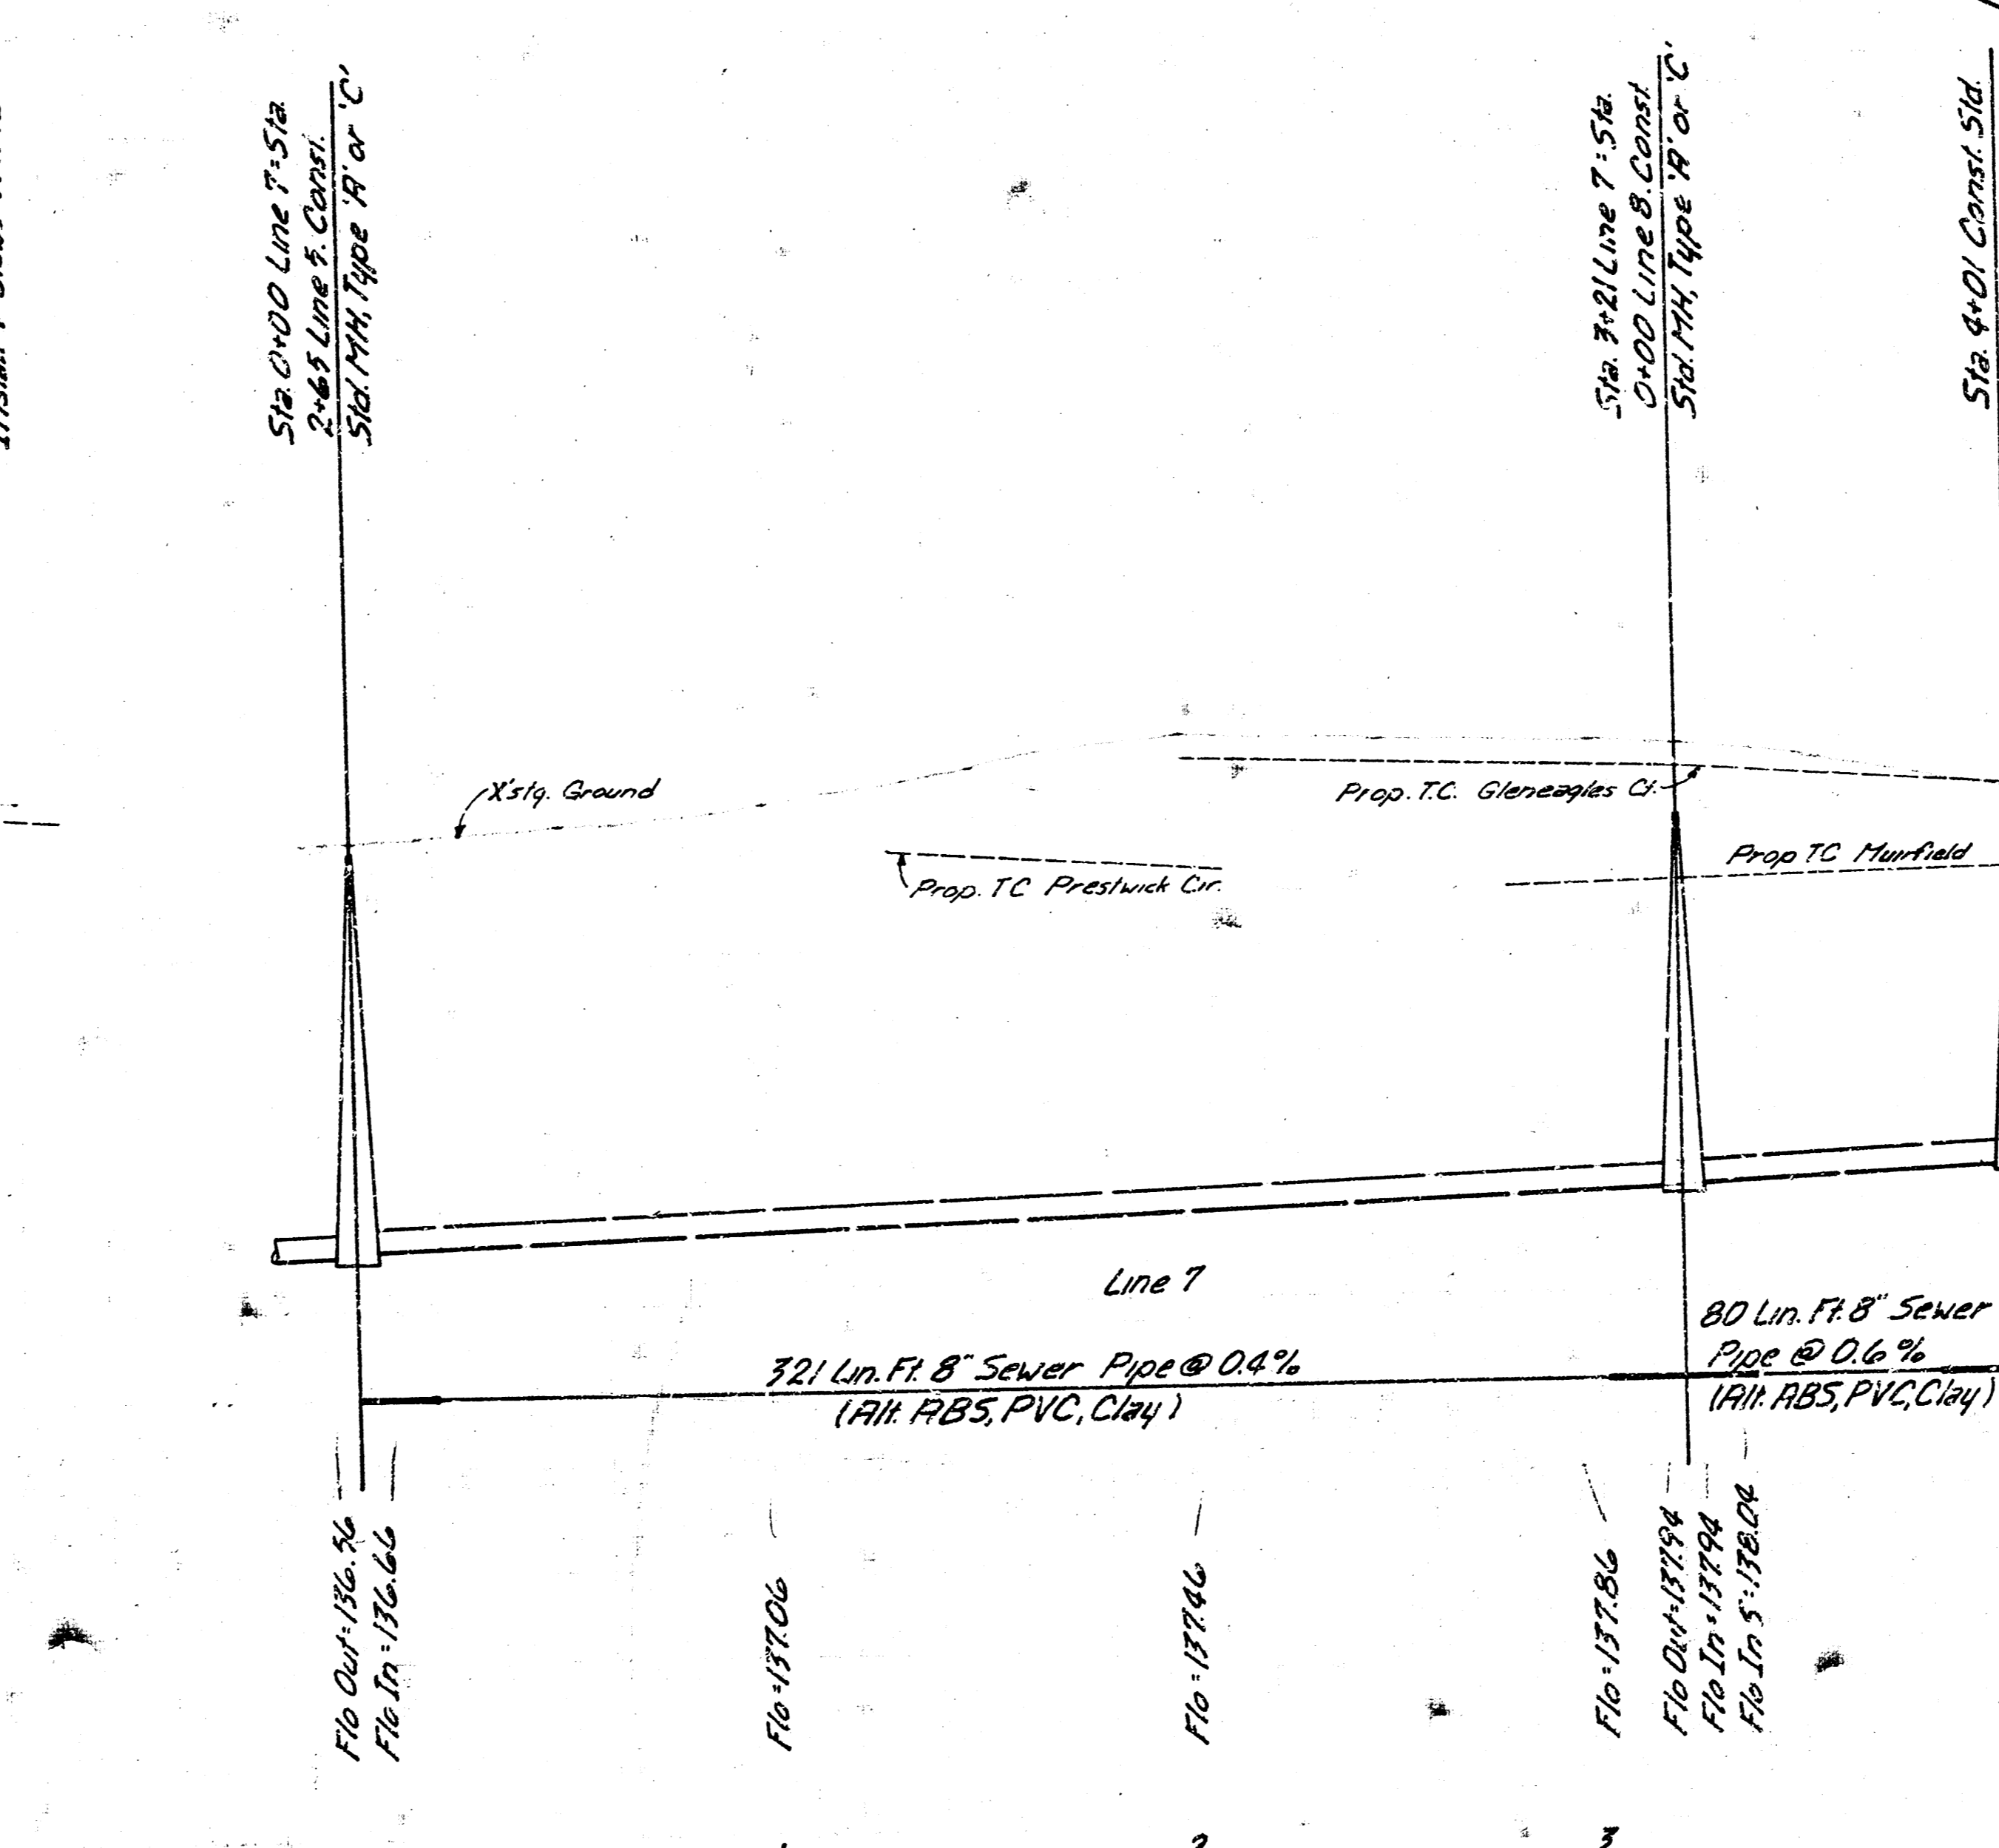 Sta. 0+00 Line 7 = Sta.
2+65 Line 5. Const.
Std. MH, Type 'A' or 'C'
Sta. 3+21 Line 7 = Sta.
0+00 Line 8. Const.
Std. MH, Type 'A' or 'C'
Sta. 4+01 Const. Std.
X'stg. Ground
Prop. T.C. Gleneagles Ct.
Prop. TC Prestwick Cir.
Prop TC Muirfield
Line 7
321 Lin. Ft. 8" Sewer Pipe @ 0.4%
(Alt. ABS, PVC, Clay)
80 Lin. Ft. 8" Sewer
Pipe @ 0.6%
(Alt. ABS, PVC, Clay)
Flo Out = 136.56
Flo In = 136.66
Flo = 137.06
Flo = 137.46
Flo = 137.86
Flo Out = 137.94
Flo In = 137.94
Flo In S = 138.04
2
3